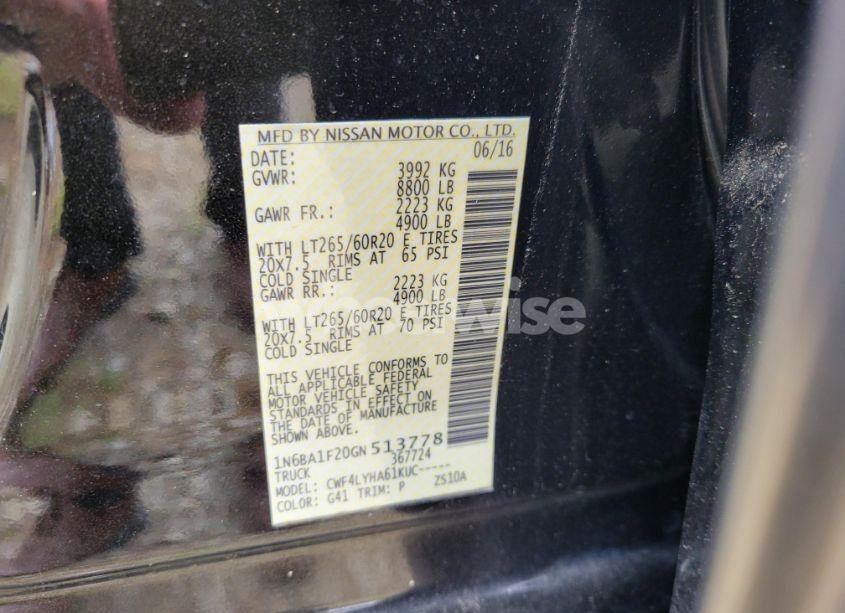 MFD BY NISSAN MOTOR CO., LTD.
DATE: 06/16
GVWR: 3992 KG
8800 LB
GAWR FR.: 2223 KG
4900 LB
WITH LT265/60R20 E TIRES
20X7.5 RIMS AT 65 PSI
COLD SINGLE
GAWR RR.: 2223 KG
4900 LB
WITH LT265/60R20 E TIRES
20X7.5 RIMS AT 70 PSI
COLD SINGLE
THIS VEHICLE CONFORMS TO
ALL APPLICABLE FEDERAL
MOTOR VEHICLE SAFETY
STANDARDS IN EFFECT ON
THE DATE OF MANUFACTURE
SHOWN ABOVE.
1N6BA1F20GN 513778
TRUCK 367724
MODEL: CWF4LYHA61KUC-----
COLOR: G41 TRIM: P ZS10A